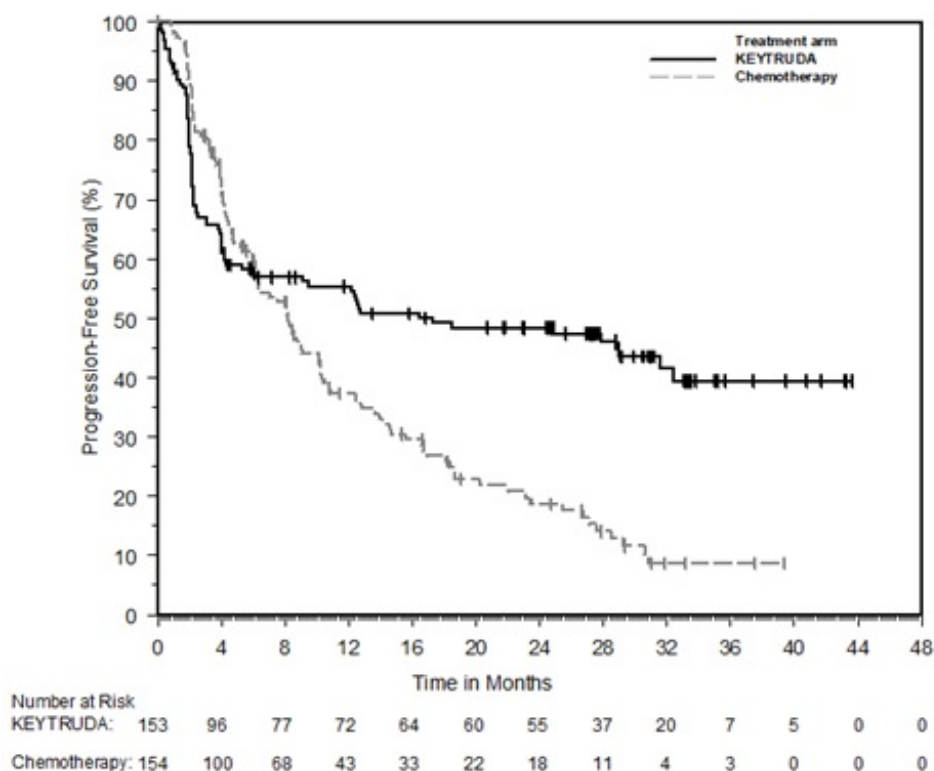 Treatment arm
KEYTRUDA
Chemotherapy
Progression-Free Survival (%)
100
90
80
70
60
50
40
30
20
10
0
0 4 8 12 16 20 24 28 32 36 40 44 48
Time in Months
Number at Risk
KEYTRUDA: 153 96 77 72 64 60 55 37 20 7 5 0 0
Chemotherapy: 154 100 68 43 33 22 18 11 4 3 0 0 0